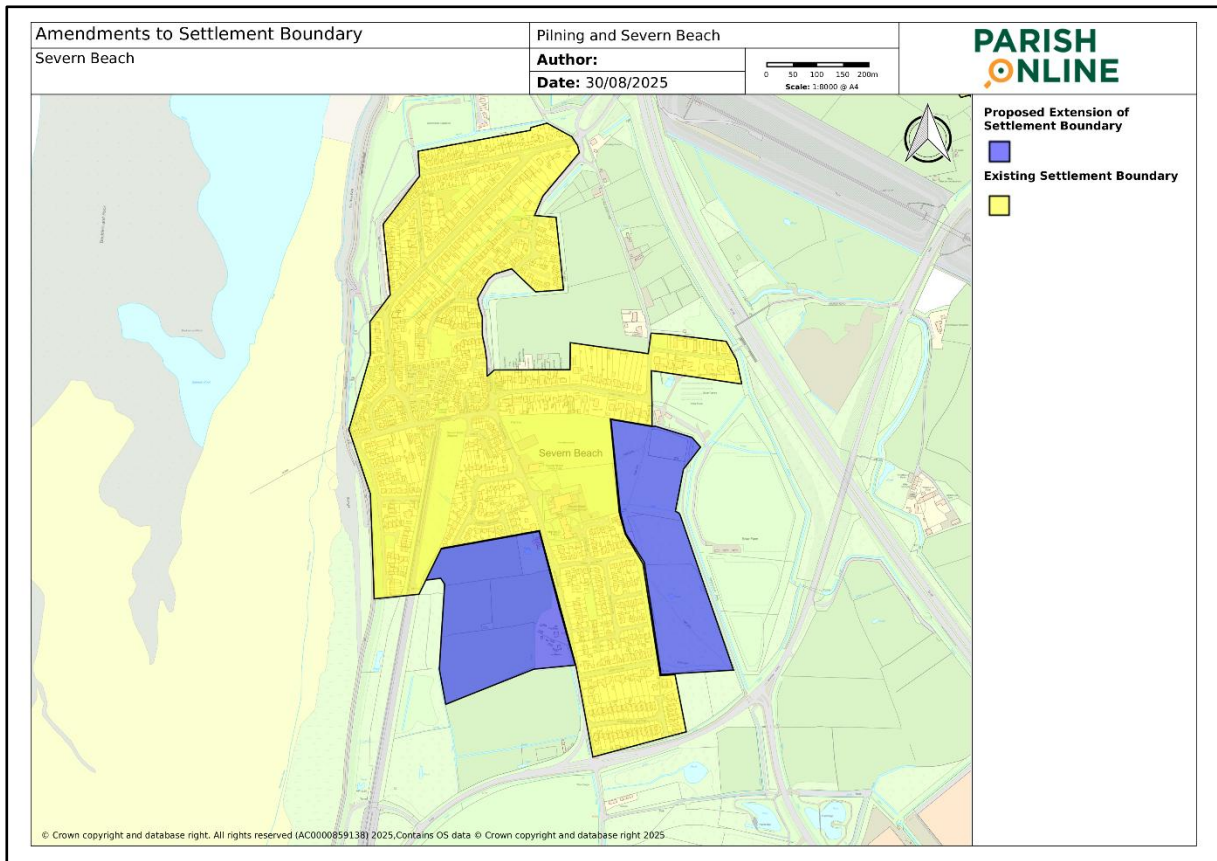 Amendments to Settlement Boundary
Severn Beach
Pilning and Severn Beach
Author:
Date: 30/08/2025
0 50 100 150 200m
Scale: 1:8000 @ A4
PARISH
ONLINE
Proposed Extension of
Settlement Boundary
Existing Settlement Boundary
Severn Beach
© Crown copyright and database right. All rights reserved (AC0000859138) 2025,Contains OS data © Crown copyright and database right 2025